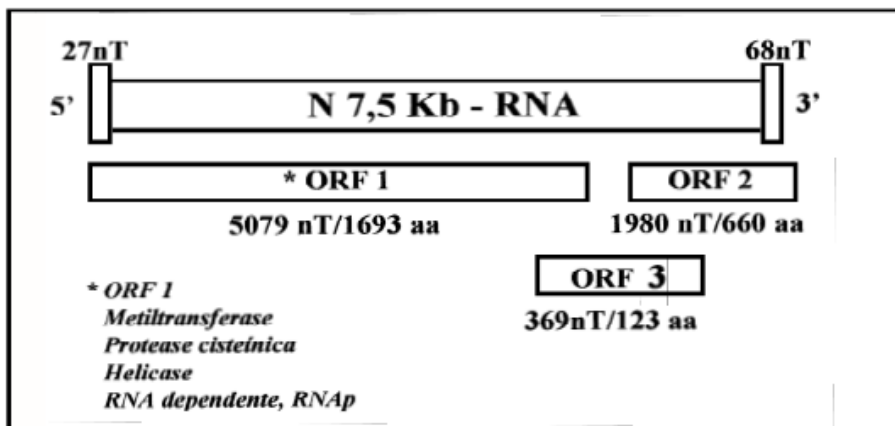 27nT 68nT
5' N 7,5 Kb - RNA 3'
* ORF 1 ORF 2
5079 nT/1693 aa 1980 nT/660 aa
ORF 3
* ORF 1 369nT/123 aa
Metiltransferase
Protease cisteínica
Helicase
RNA dependente, RNAp